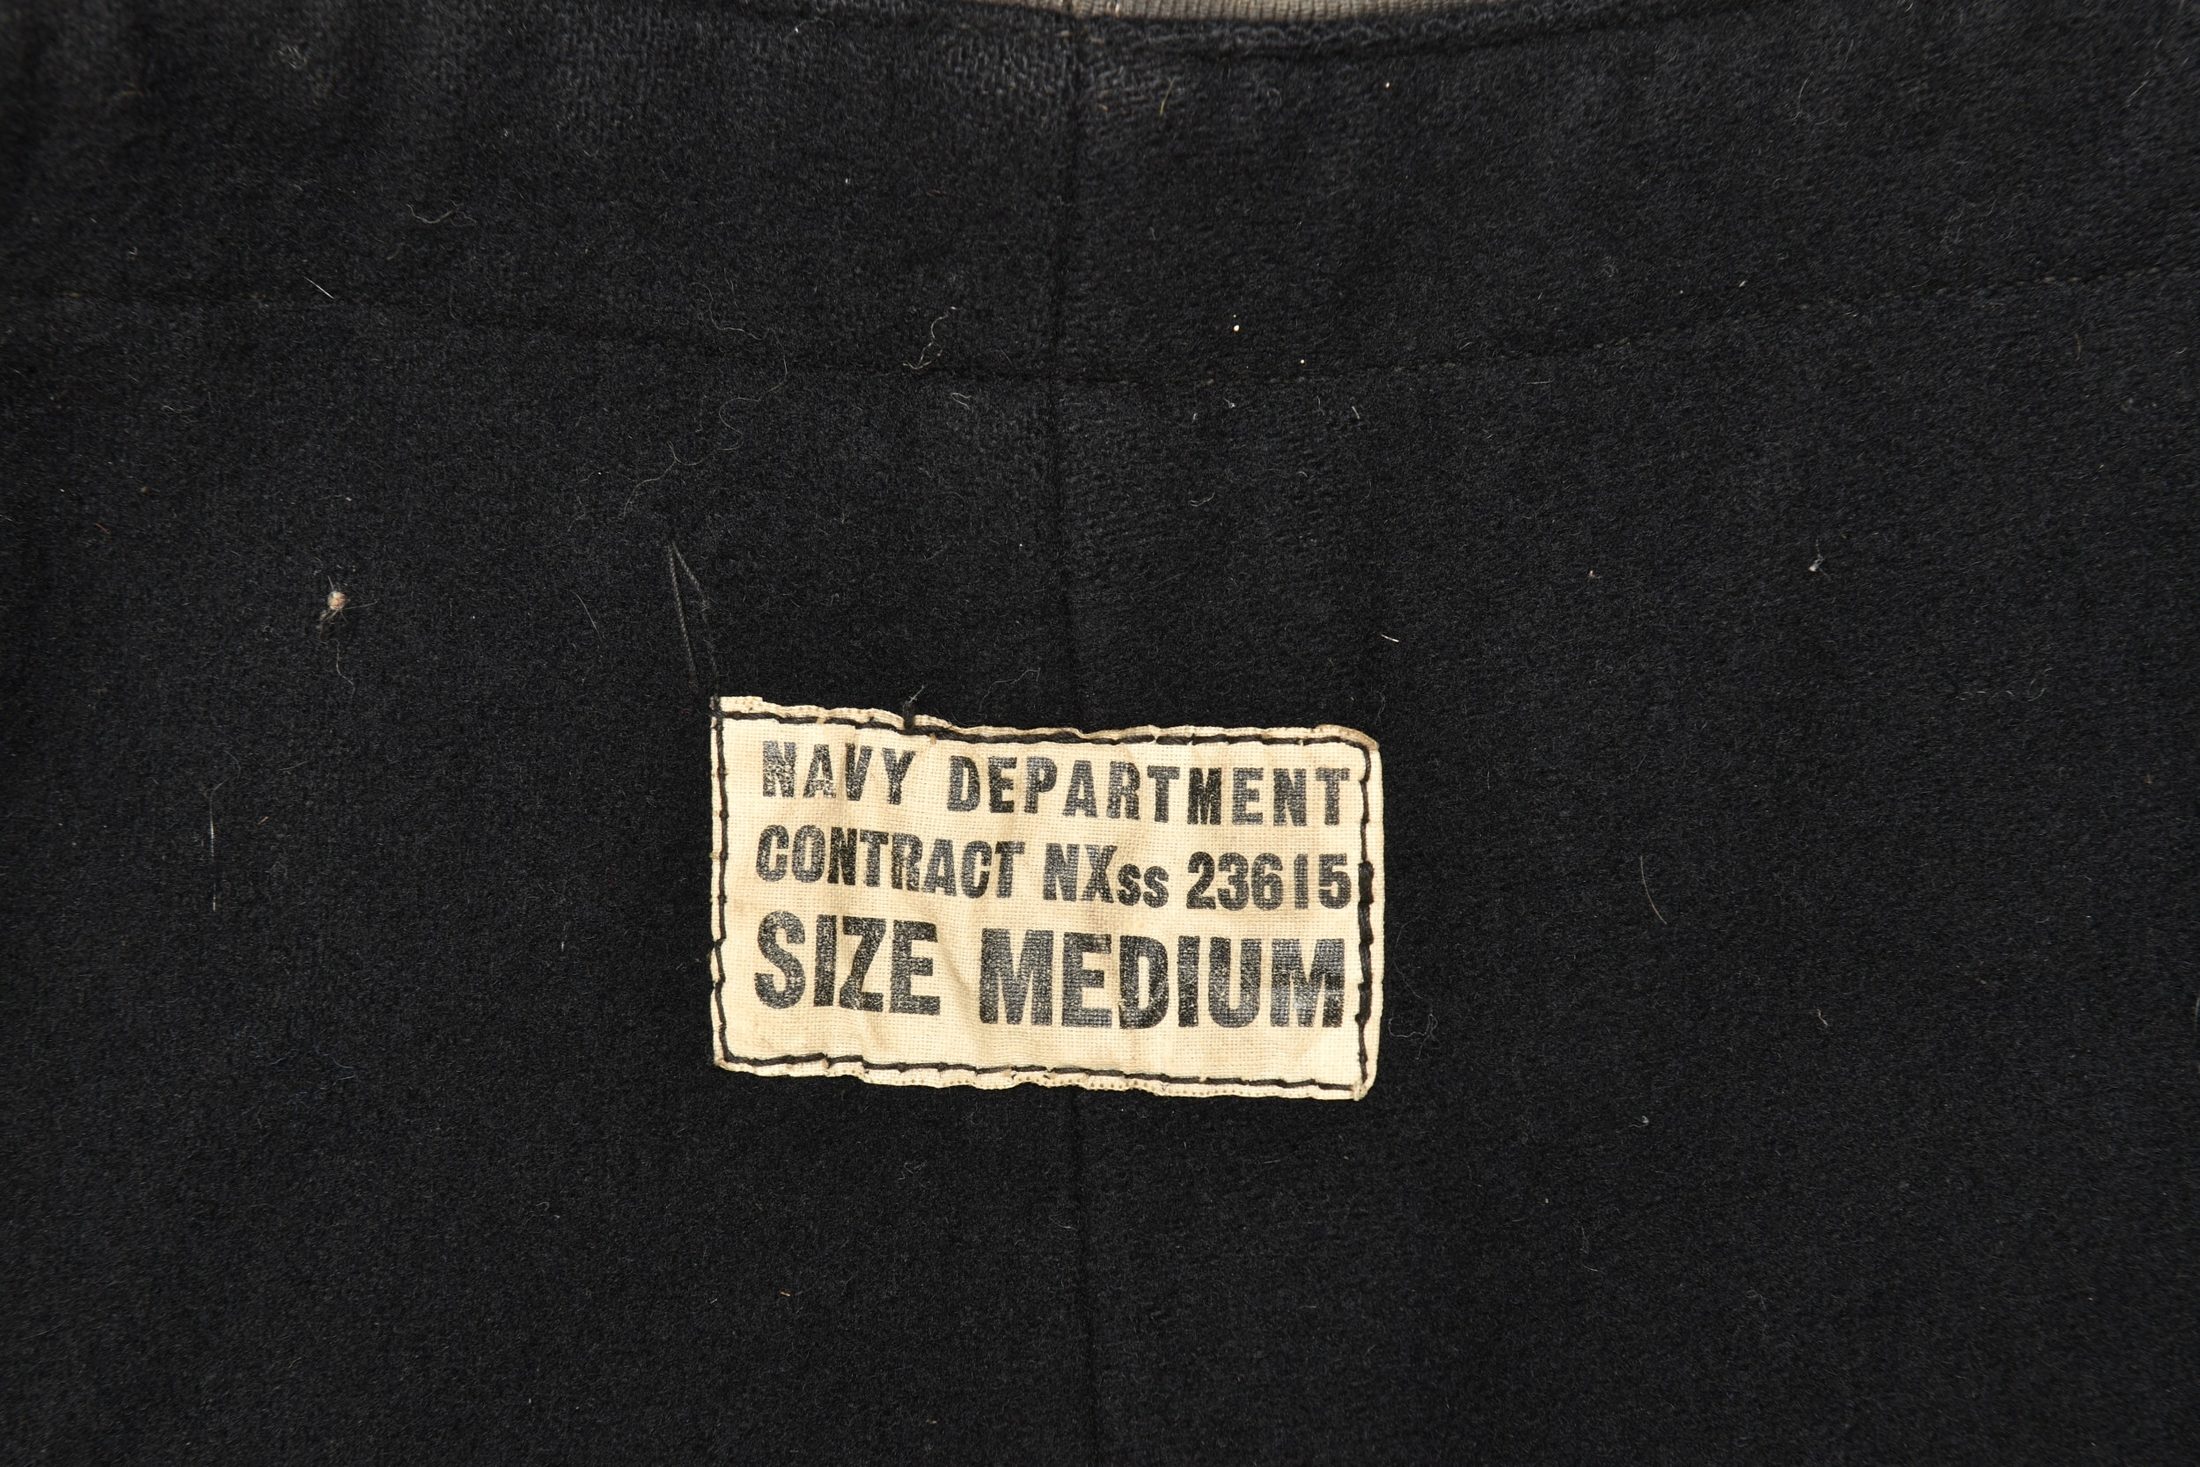 NAVY DEPARTMENT
CONTRACT NXss 23615
SIZE MEDIUM